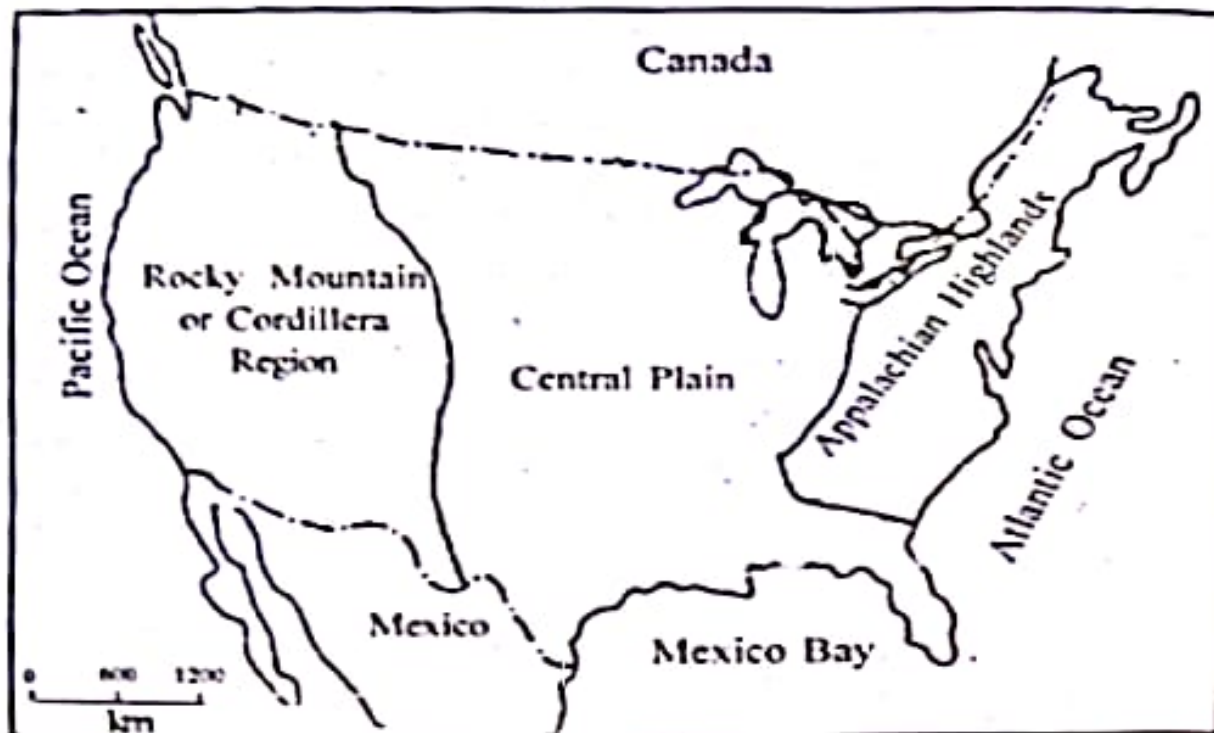 Canada
Pacific Ocean
Rocky Mountain
or Cordillera
Region
Central Plain
Appalachian Highlands
Atlantic Ocean
Mexico
Mexico Bay
0 600 1200
km